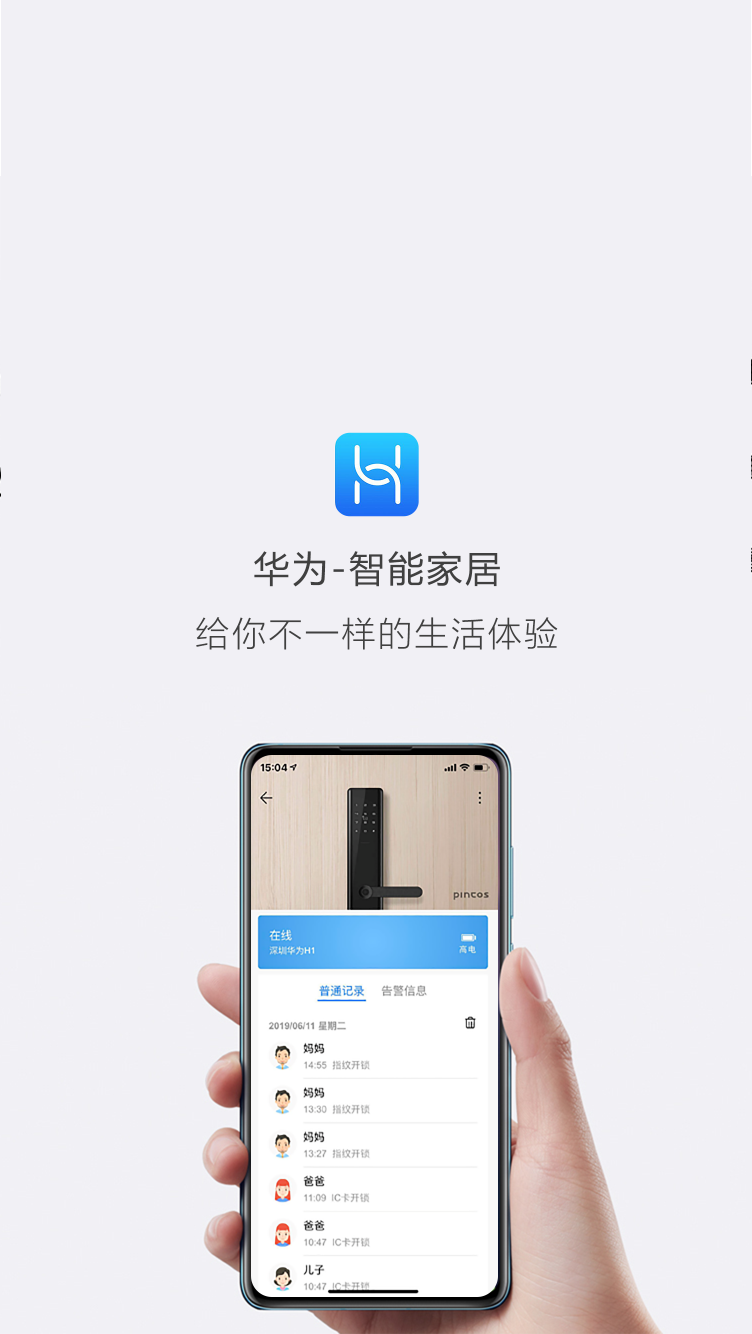 华为-智能家居
给你不一样的生活体验
15:04
pincos
在线
深圳华为H1
高电
普通记录 告警信息
2019/06/11 星期二
妈妈
14:55 指纹开锁
妈妈
13:30 指纹开锁
妈妈
13:27 指纹开锁
爸爸
11:09 IC卡开锁
爸爸
10:47 IC卡开锁
儿子
10:47 IC卡开锁